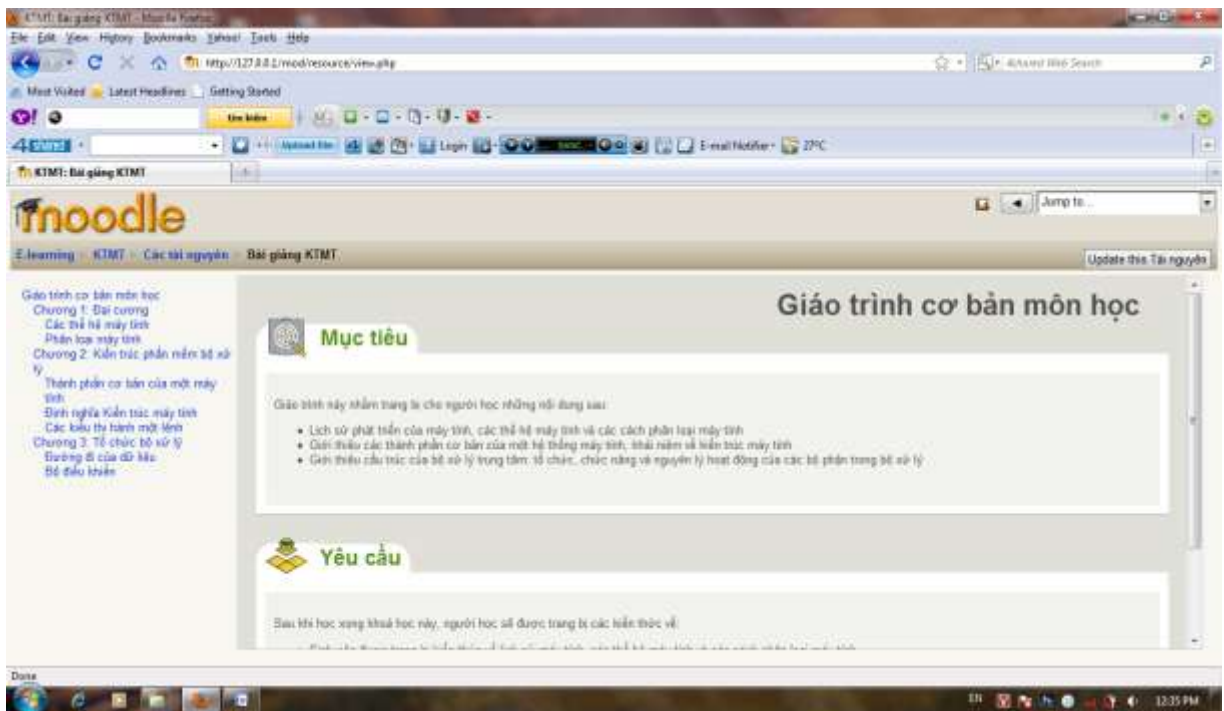 KTMT: Bài giảng KTMT - Mozilla Firefox
File Edit View History Bookmarks Yahoo! Tools Help
http://127.0.0.1/mod/resource/view.php
Most Visited Latest Headlines Getting Started
tìm kiếm
4shared Upload file Login E-mail Notifier 27°C
KTMT: Bài giảng KTMT
moodle
Jump to...
E-learning KTMT Các tài nguyên Bài giảng KTMT
Update this Tài nguyên
Giáo trình cơ bản môn học
Chương 1: Đại cương
Các thế hệ máy tính
Phân loại máy tính
Chương 2: Kiến trúc phần mềm bộ xử
lý
Thành phần cơ bản của một máy
tính
Định nghĩa Kiến trúc máy tính
Các kiểu thi hành một lệnh
Chương 3: Tổ chức bộ xử lý
Đường đi của dữ liệu
Bộ điều khiển
Giáo trình cơ bản môn học
Mục tiêu
Giáo trình này nhằm trang bị cho người học những nội dung sau:
Lịch sử phát triển của máy tính, các thế hệ máy tính và các cách phân loại máy tính
Giới thiệu các thành phần cơ bản của một hệ thống máy tính, khái niệm về kiến trúc máy tính
Giới thiệu cấu trúc của bộ xử lý trung tâm: tổ chức, chức năng và nguyên lý hoạt động của các bộ phận trong bộ xử lý
Yêu cầu
Sau khi học xong khoá học này, người học sẽ được trang bị các kiến thức về:
Done
EN 12:35 PM